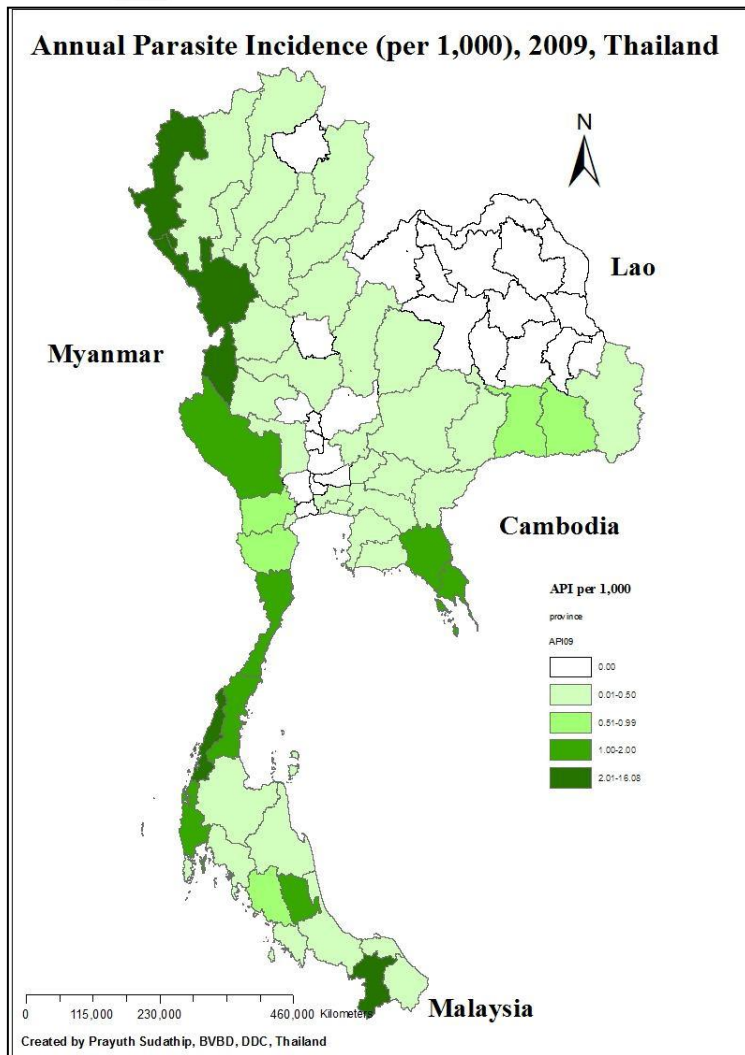 Annual Parasite Incidence (per 1,000), 2009, Thailand
N
Lao
Myanmar
Cambodia
API per 1,000
province
API09
0.00
0.01-0.50
0.51-0.99
1.00-2.00
2.01-16.08
Malaysia
0 115,000 230,000 460,000 Kilometers
Created by Prayuth Sudathip, BVBD, DDC, Thailand